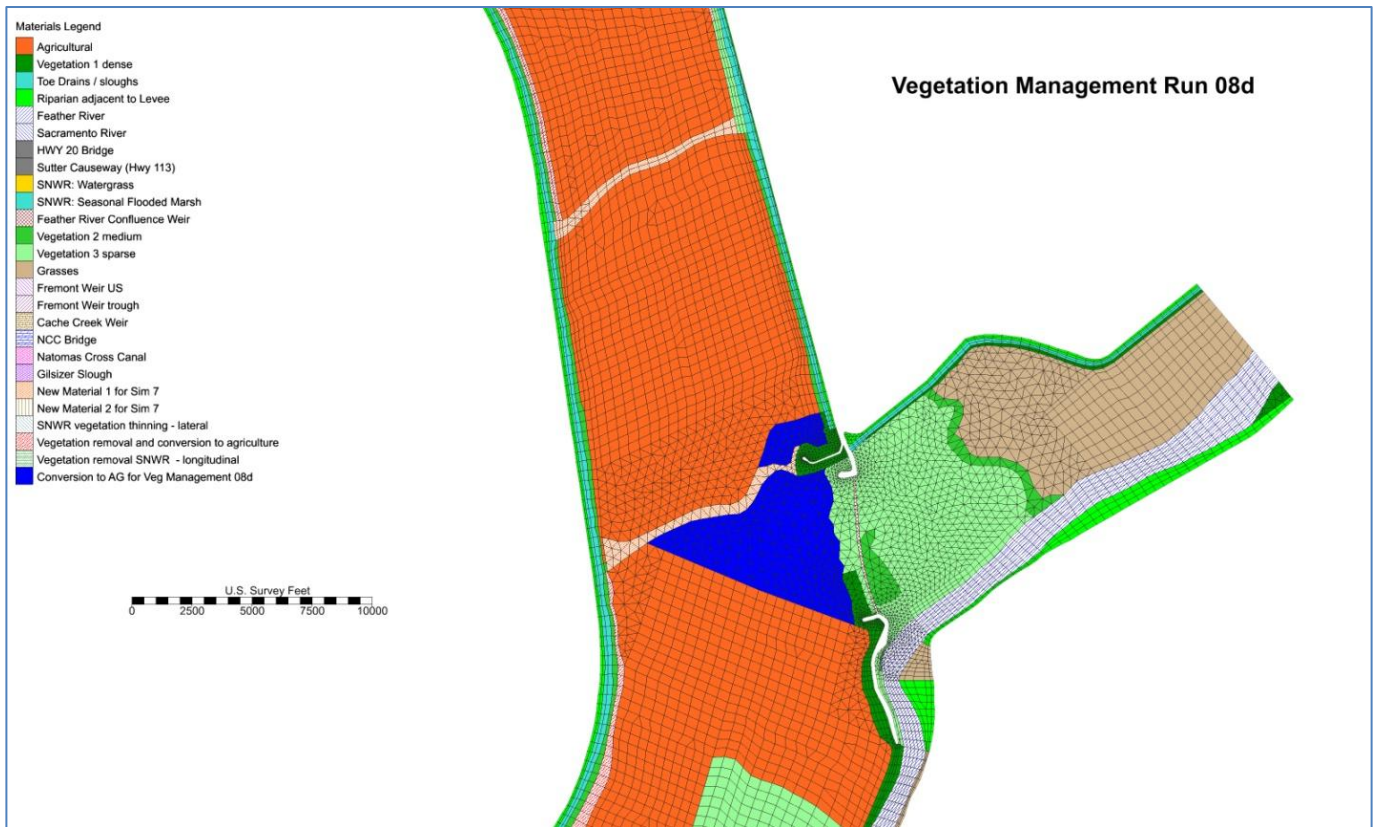 Materials Legend
Agricultural
Vegetation 1 dense
Toe Drains / sloughs
Riparian adjacent to Levee
Feather River
Sacramento River
HWY 20 Bridge
Sutter Causeway (Hwy 113)
SNWR: Watergrass
SNWR: Seasonal Flooded Marsh
Feather River Confluence Weir
Vegetation 2 medium
Vegetation 3 sparse
Grasses
Fremont Weir US
Fremont Weir trough
Cache Creek Weir
NCC Bridge
Natomas Cross Canal
Gilsizer Slough
New Material 1 for Sim 7
New Material 2 for Sim 7
SNWR vegetation thinning - lateral
Vegetation removal and conversion to agriculture
Vegetation removal SNWR - longitudinal
Conversion to AG for Veg Management 08d
Vegetation Management Run 08d
U.S. Survey Feet
0 2500 5000 7500 10000